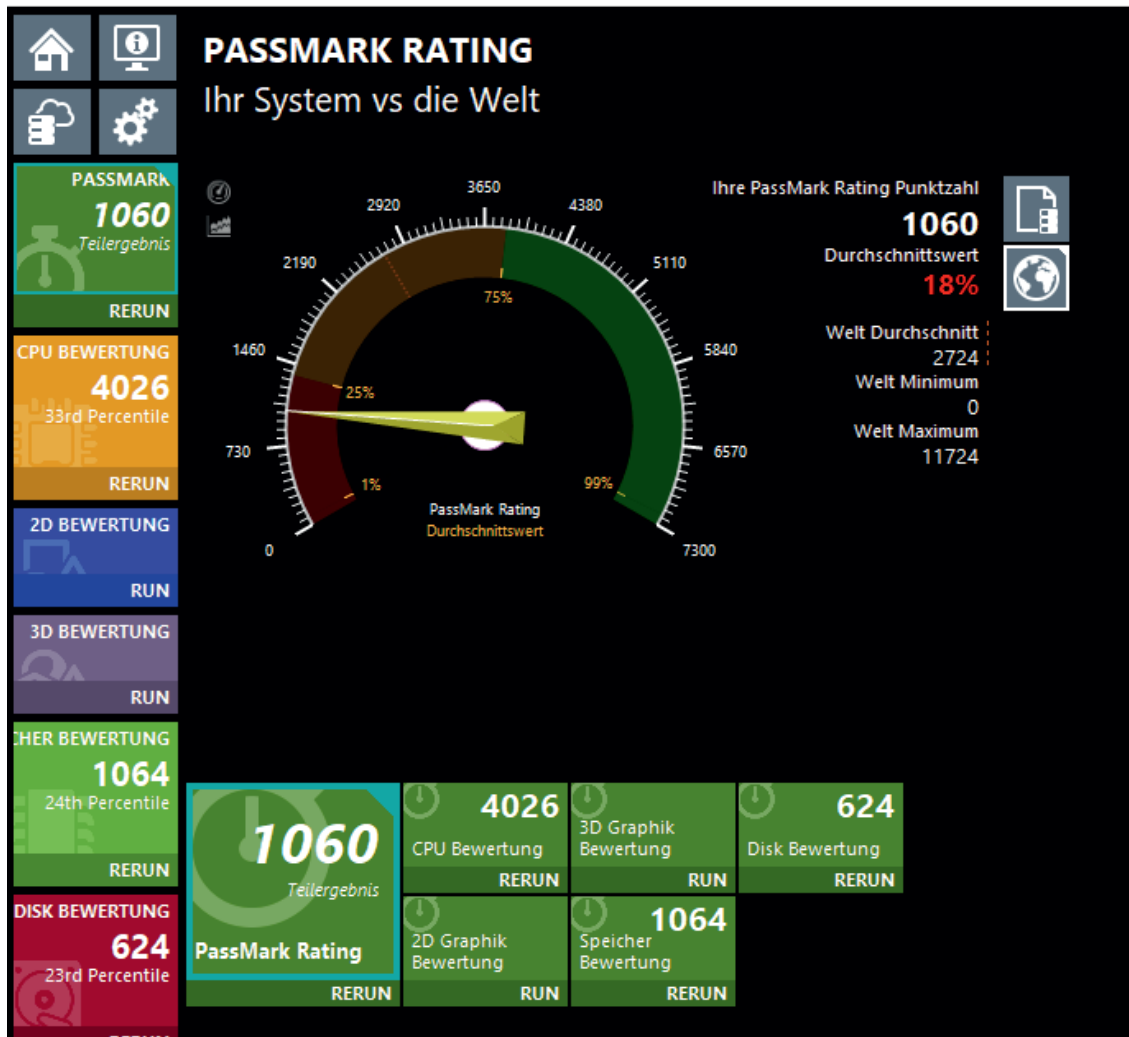 PASSMARK RATING
Ihr System vs die Welt
PASSMARK
1060
Teilergebnis
RERUN
CPU BEWERTUNG
4026
33rd Percentile
RERUN
2D BEWERTUNG
RUN
3D BEWERTUNG
RUN
CHER BEWERTUNG
1064
24th Percentile
RERUN
DISK BEWERTUNG
624
23rd Percentile
0
730
1460
2190
2920
3650
4380
5110
5840
6570
7300
1%
25%
75%
99%
PassMark Rating
Durchschnittswert
Ihre PassMark Rating Punktzahl
1060
Durchschnittswert
18%
Welt Durchschnitt
2724
Welt Minimum
0
Welt Maximum
11724
1060
Teilergebnis
PassMark Rating
RERUN
4026
CPU Bewertung
RERUN
3D Graphik
Bewertung
RUN
624
Disk Bewertung
RERUN
2D Graphik
Bewertung
RUN
1064
Speicher
Bewertung
RERUN